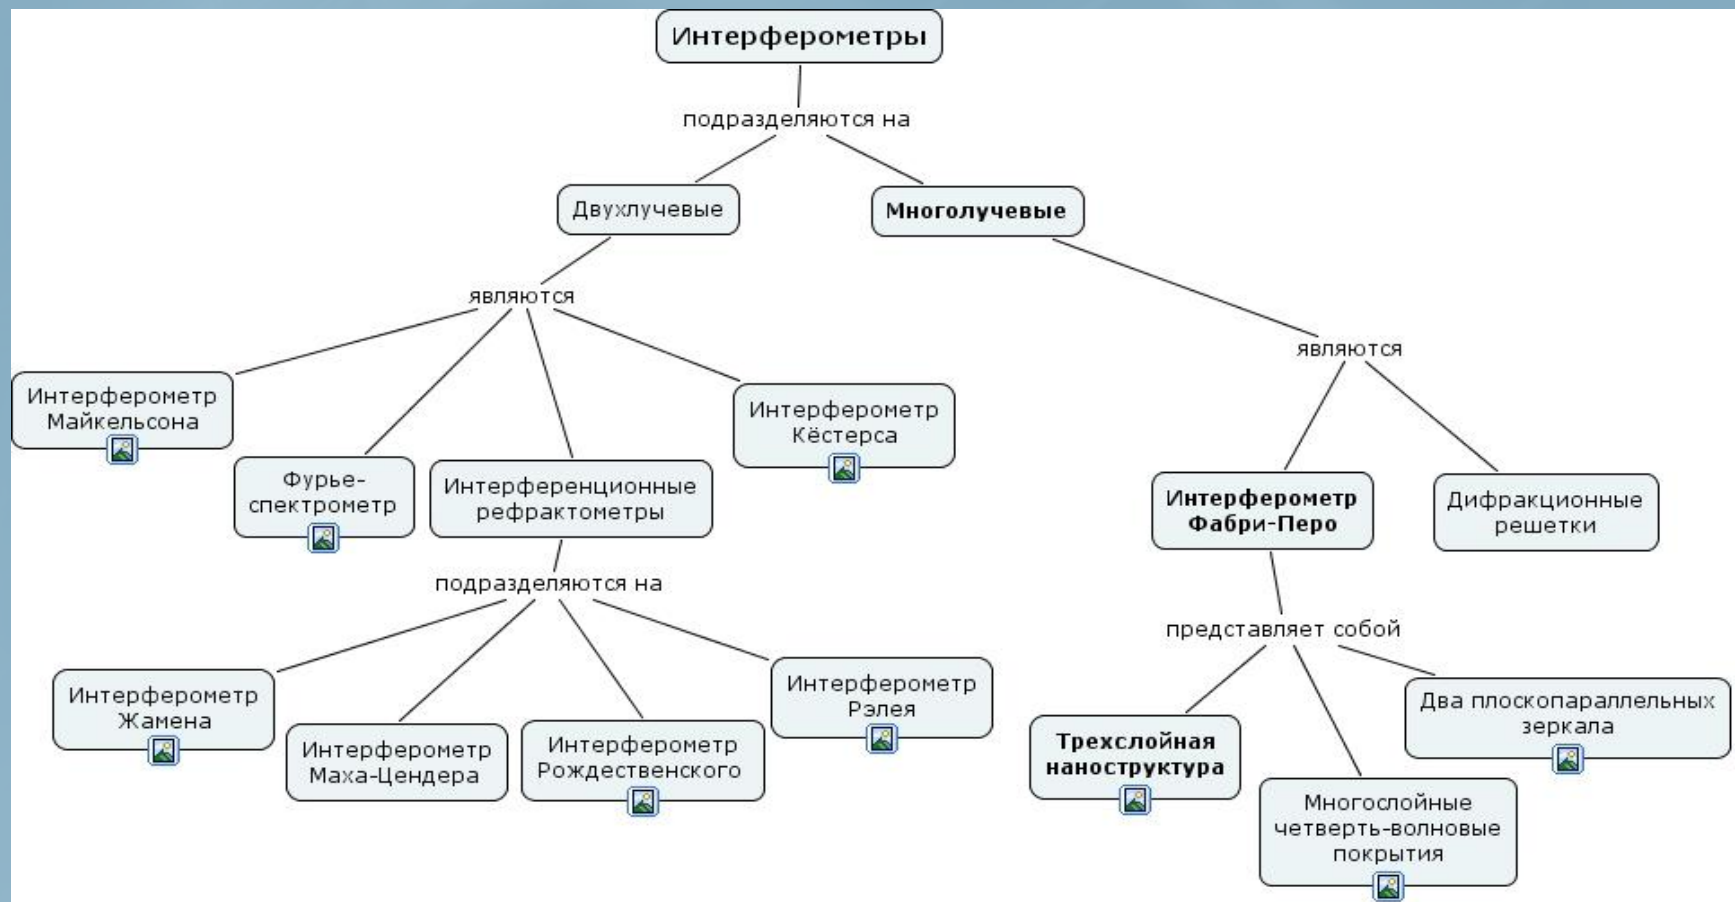 Интерферометры
подразделяются на
Двухлучевые
Многолучевые
являются
являются
Интерферометр
Майкельсона
Фурье-
спектрометр
Интеренционные
рефрактометры
Интерферометр
Кёстерса
Интерферометр
Фабри-Перо
Дифракционные
решетки
подразделяются на
представляет собой
Интерферометр
Жамена
Интерферометр
Маха-Цендера
Интерферометр
Рождественского
Интерферометр
Рэлея
Трехслойная
наноструктура
Многослойные
четверть-волновые
покрытия
Два плоскопараллельных
зеркала